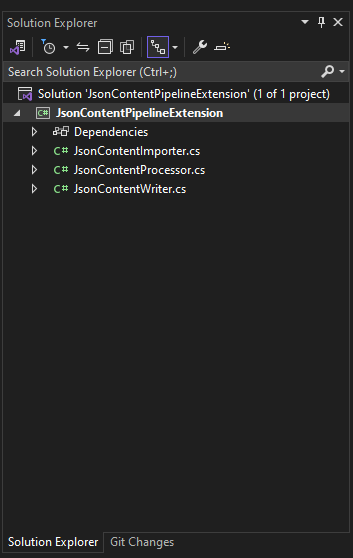 Solution Explorer
Search Solution Explorer (Ctrl+;)
Solution 'JsonContentPipelineExtension' (1 of 1 project)
C# JsonContentPipelineExtension
Dependencies
C# JsonContentImporter.cs
C# JsonContentProcessor.cs
C# JsonContentWriter.cs
Solution Explorer Git Changes